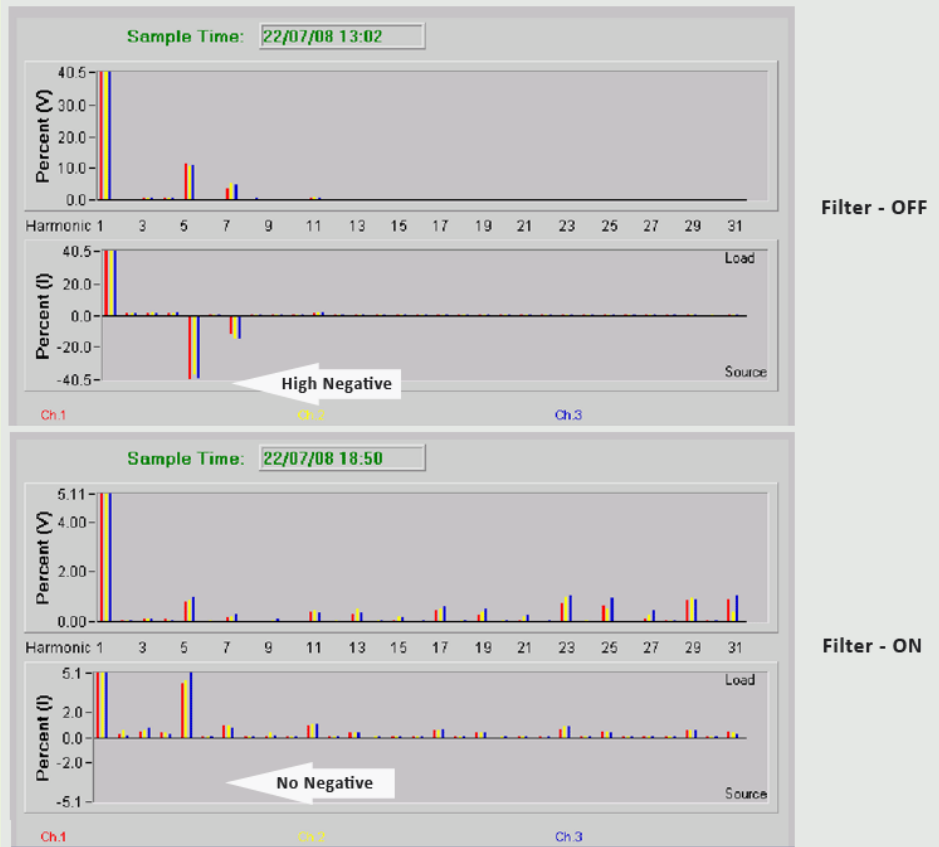 Sample Time: 22/07/08 13:02
Percent (V)
40.5
30.0
20.0
10.0
0.0
Harmonic 1 3 5 7 9 11 13 15 17 19 21 23 25 27 29 31
Filter - OFF
Percent (I)
40.5
20.0
0.0
-20.0
-40.5
Load
Source
High Negative
Ch.1 Ch.2 Ch.3
Sample Time: 22/07/08 18:50
Percent (V)
5.11
4.00
2.00
0.00
Harmonic 1 3 5 7 9 11 13 15 17 19 21 23 25 27 29 31
Filter - ON
Percent (I)
5.1
2.0
0.0
-2.0
-5.1
Load
Source
No Negative
Ch.1 Ch.2 Ch.3